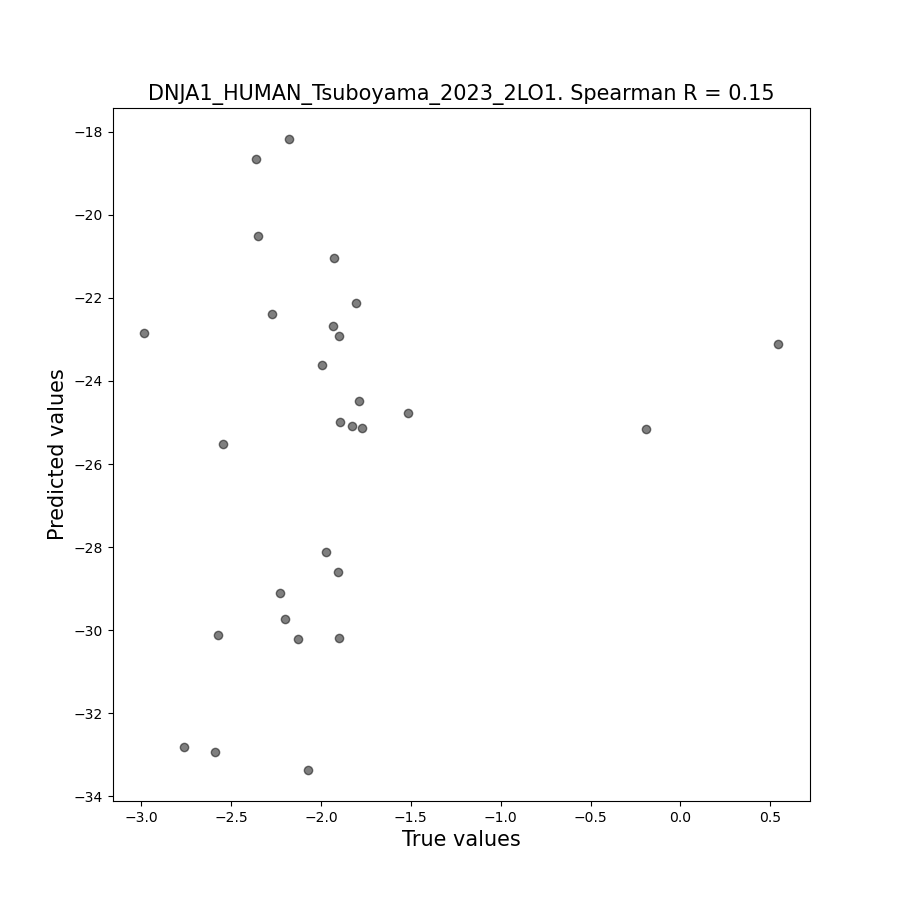 DNJA1_HUMAN_Tsuboyama_2023_2LO1. Spearman R = 0.15
−18
−20
−22
−24
−26
−28
−30
−32
−34
Predicted values
−3.0 −2.5 −2.0 −1.5 −1.0 −0.5 0.0 0.5
True values